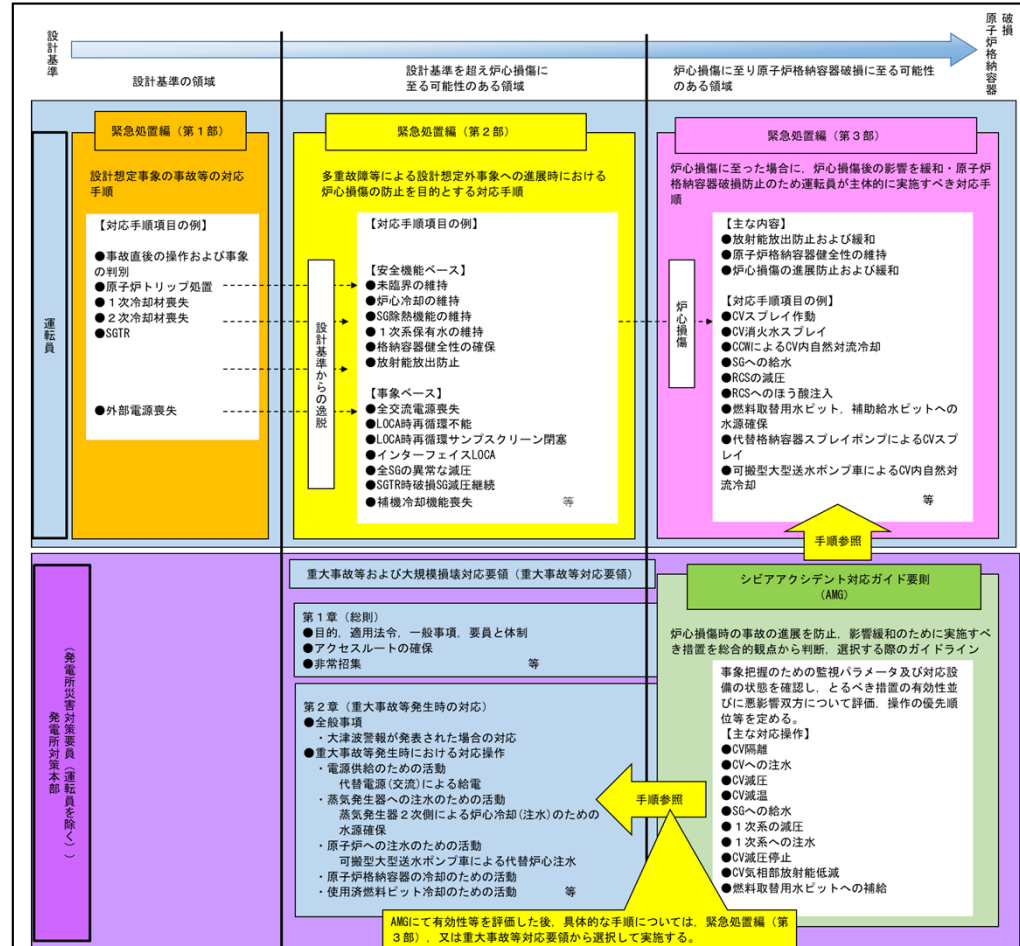 設計基準
原子炉格納容器
破損
設計基準の領域
設計基準を超え炉心損傷に
至る可能性のある領域
炉心損傷に至り原子炉格納容器破損に至る可能性
のある領域
運転員
緊急処置編（第１部）
設計想定事象の事故等の対応
手順
【対応手順項目の例】
●事故直後の操作および事象
の判別
●原子炉トリップ処置
●１次冷却材喪失
●２次冷却材喪失
●SGTR
●外部電源喪失
設計基準からの逸脱
緊急処置編（第２部）
多重故障等による設計想定外事象への進展時における
炉心損傷の防止を目的とする対応手順
【対応手順項目の例】
【安全機能ベース】
●未臨界の維持
●炉心冷却の維持
●SG除熱機能の維持
●１次系保有水の維持
●格納容器健全性の確保
●放射能放出防止
【事象ベース】
●全交流電源喪失
●LOCA時再循環不能
●LOCA時再循環サンプスクリーン閉塞
●インターフェイスLOCA
●全SGの異常な減圧
●SGTR時破損SG減圧継続
●補機冷却機能喪失　　　等
炉心損傷
緊急処置編（第３部）
炉心損傷に至った場合に，炉心損傷後の影響を緩和・原子炉
格納容器破損防止のため運転員が主体的に実施すべき対応手
順
【主な内容】
●放射能放出防止および緩和
●原子炉格納容器健全性の維持
●炉心損傷の進展防止および緩和
【対応手順項目の例】
●CVスプレイ作動
●CV消火水スプレイ
●CCWによるCV内自然対流冷却
●SGへの給水
●RCSの減圧
●RCSへのほう酸注入
●燃料取替用水ピット，補助給水ピットへの
水源確保
●代替格納容器スプレイポンプによるCVスプ
レイ
●可搬型大型送水ポンプ車によるCV内自然対
流冷却
等
手順参照
発電所対策本部
（発電所災害対策要員（運転員を除く））
重大事故等および大規模損壊対応要領（重大事故等対応要領）
第１章（総則）
●目的，適用法令，一般事項，要員と体制
●アクセスルートの確保
●非常招集　　　等
第２章（重大事故等発生時の対応）
●全般事項
・大津波警報が発表された場合の対応
●重大事故等発生時における対応操作
・電源供給のための活動
代替電源(交流)による給電
・蒸気発生器への注水のための活動
蒸気発生器２次側による炉心冷却(注水)のための
水源確保
・原子炉への注水のための活動
可搬型大型送水ポンプ車による代替炉心注水
・原子炉格納容器の冷却のための活動
・使用済燃料ピット冷却のための活動　　　等
手順参照
シビアアクシデント対応ガイド要則
(AMG)
炉心損傷時の事故の進展を防止，影響緩和のために実施すべ
き措置を総合的観点から判断，選択する際のガイドライン
事象把握のための監視パラメータ及び対応設
備の状態を確認し，とるべき措置の有効性並
びに悪影響双方について評価，操作の優先順
位等を定める。
【主な対応操作】
●CV隔離
●CVへの注水
●CV減圧
●CV減温
●SGへの給水
●１次系の減圧
●１次系への注水
●CV減圧停止
●CV気相部放射能低減
●燃料取替用水ピットへの補給
AMGにて有効性等を評価した後，具体的な手順については，緊急処置編（第
３部），又は重大事故等対応要領から選択して実施する。